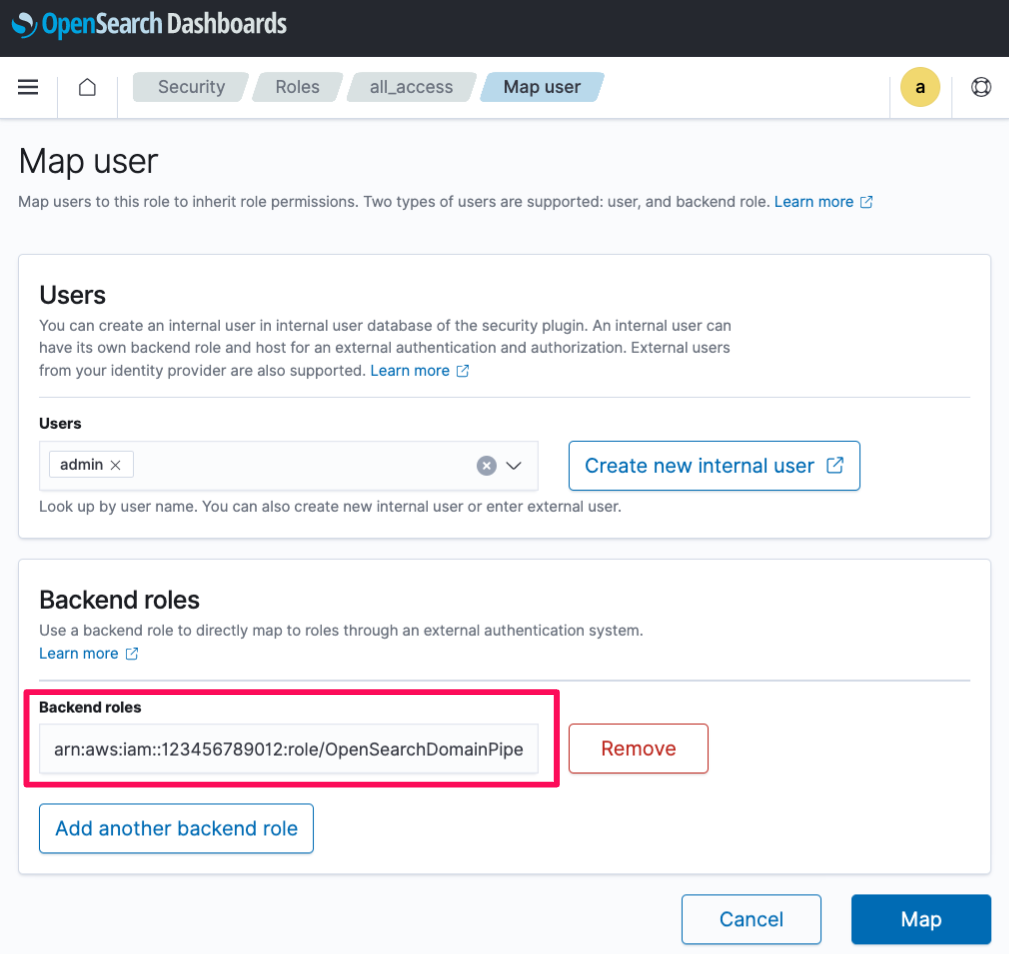 OpenSearch Dashboards
Security Roles all_access Map user a
Map user
Map users to this role to inherit role permissions. Two types of users are supported: user, and backend role. Learn more
Users
You can create an internal user in internal user database of the security plugin. An internal user can
have its own backend role and host for an external authentication and authorization. External users
from your identity provider are also supported. Learn more
Users
admin
Create new internal user
Look up by user name. You can also create new internal user or enter external user.
Backend roles
Use a backend role to directly map to roles through an external authentication system.
Learn more
Backend roles
arn:aws:iam::123456789012:role/OpenSearchDomainPipe
Remove
Add another backend role
Cancel Map